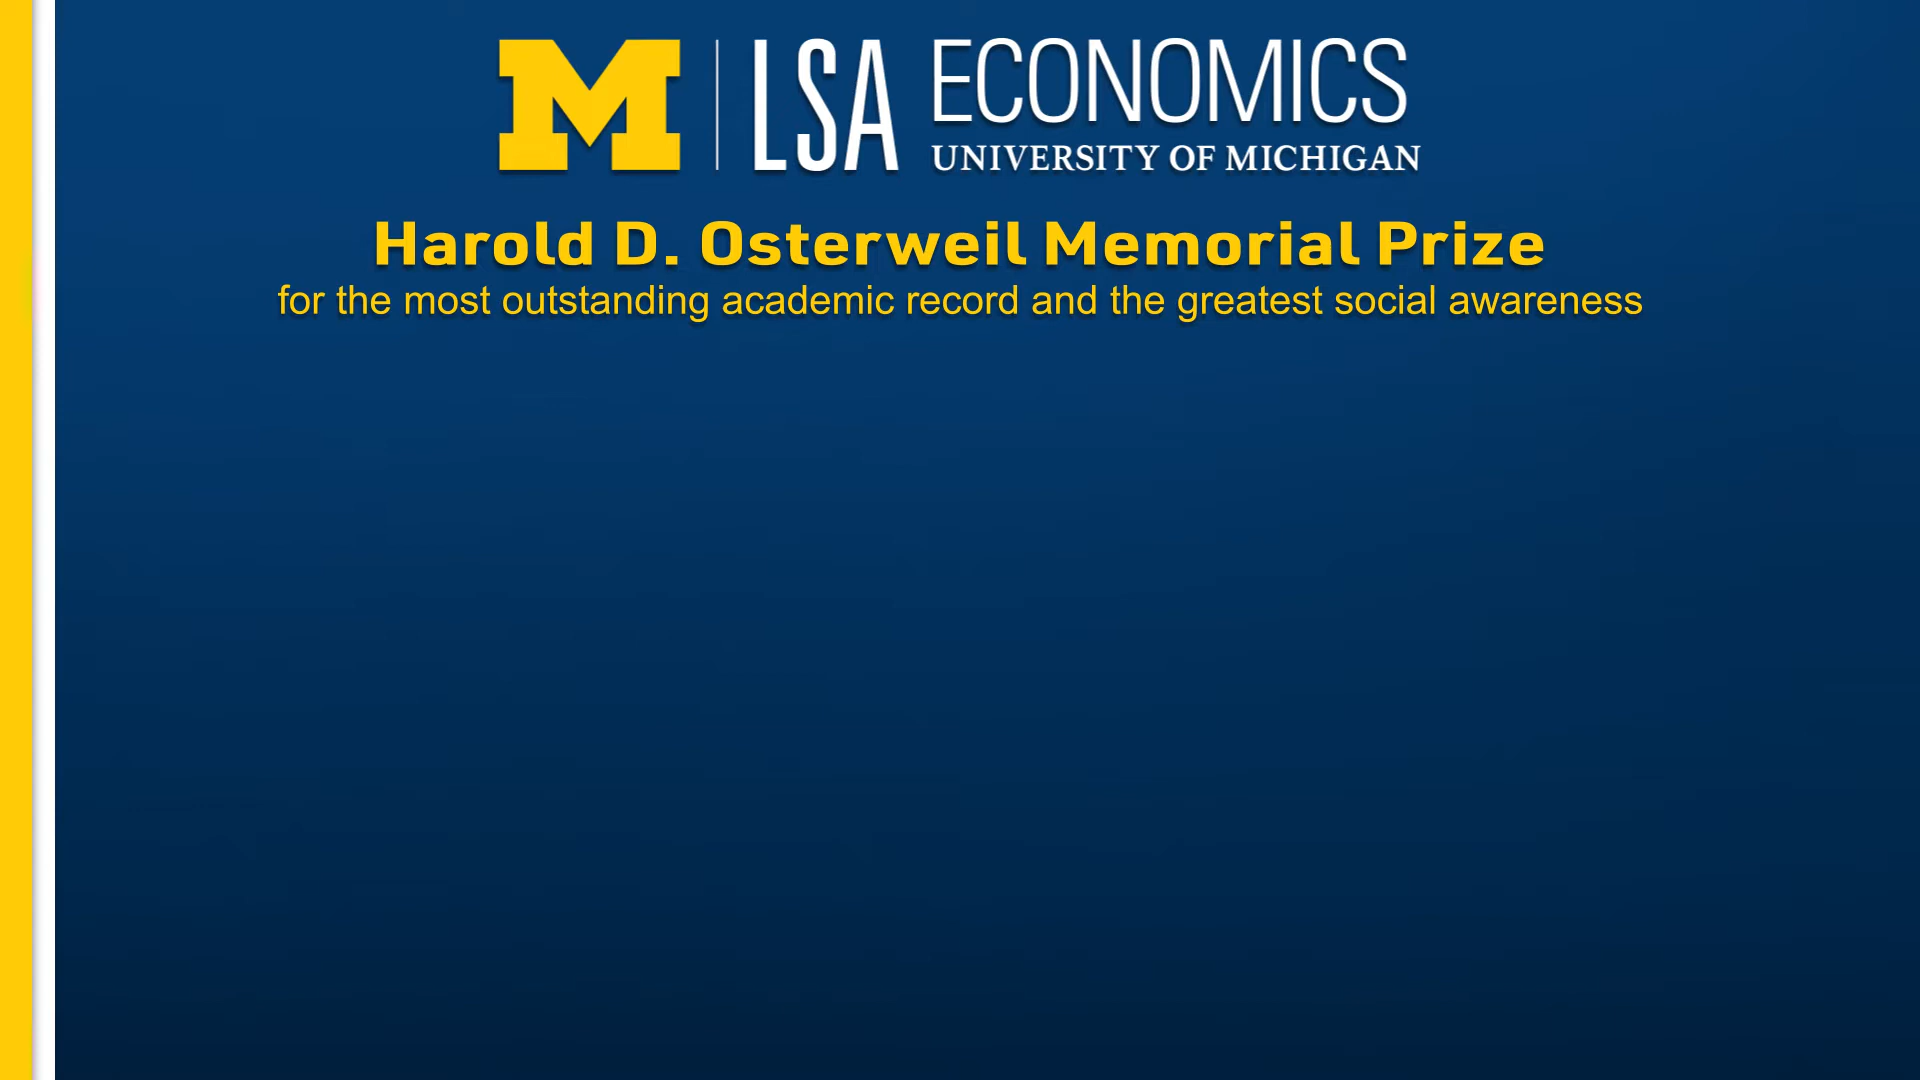 M LSA ECONOMICS
UNIVERSITY OF MICHIGAN
Harold D. Osterweil Memorial Prize
for the most outstanding academic record and the greatest social awareness